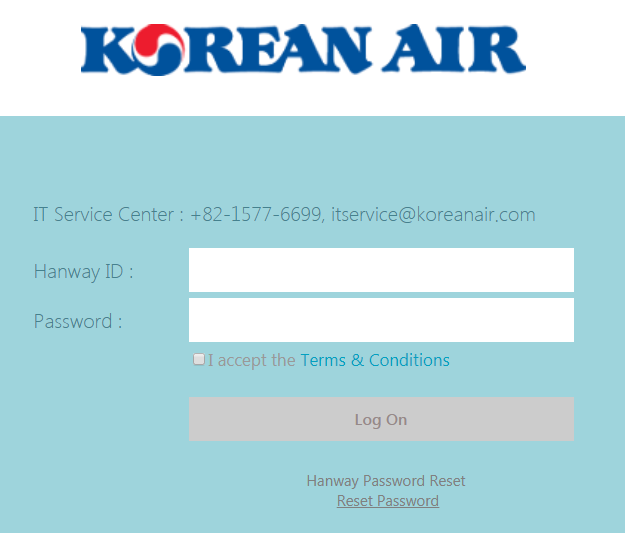 KOREAN AIR
IT Service Center : +82-1577-6699, itservice@koreanair.com
Hanway ID :
Password :
I accept the Terms & Conditions
Log On
Hanway Password Reset
Reset Password